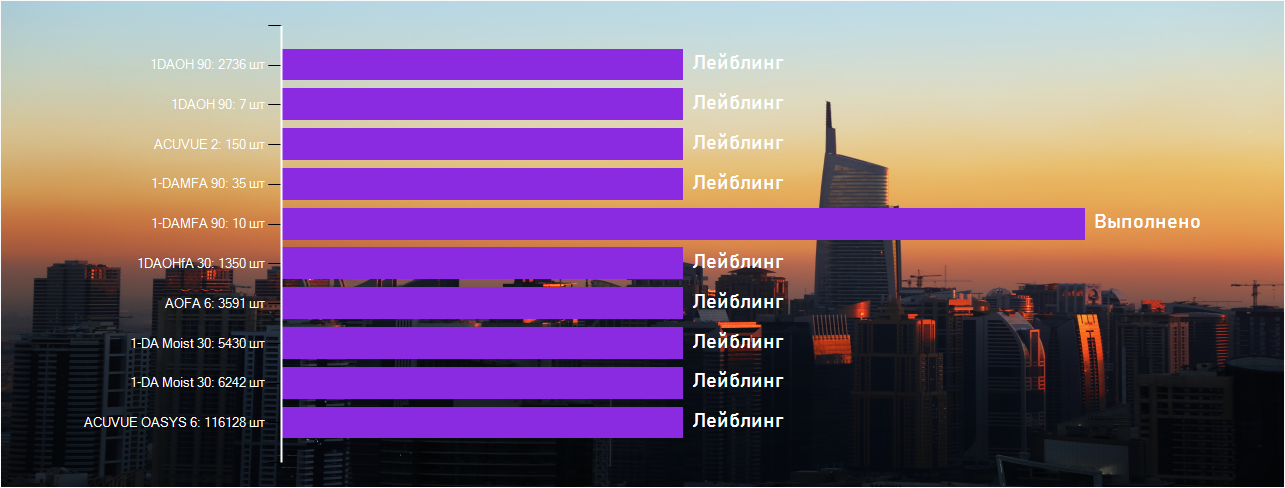 1DAOH 90: 2736 шт Лейблинг
1DAOH 90: 7 шт Лейблинг
ACUVUE 2: 150 шт Лейблинг
1-DAMFA 90: 35 шт Лейблинг
1-DAMFA 90: 10 шт Выполнено
1DAOHfA 30: 1350 шт Лейблинг
AOFA 6: 3591 шт Лейблинг
1-DA Moist 30: 5430 шт Лейблинг
1-DA Moist 30: 6242 шт Лейблинг
ACUVUE OASYS 6: 116128 шт Лейблинг